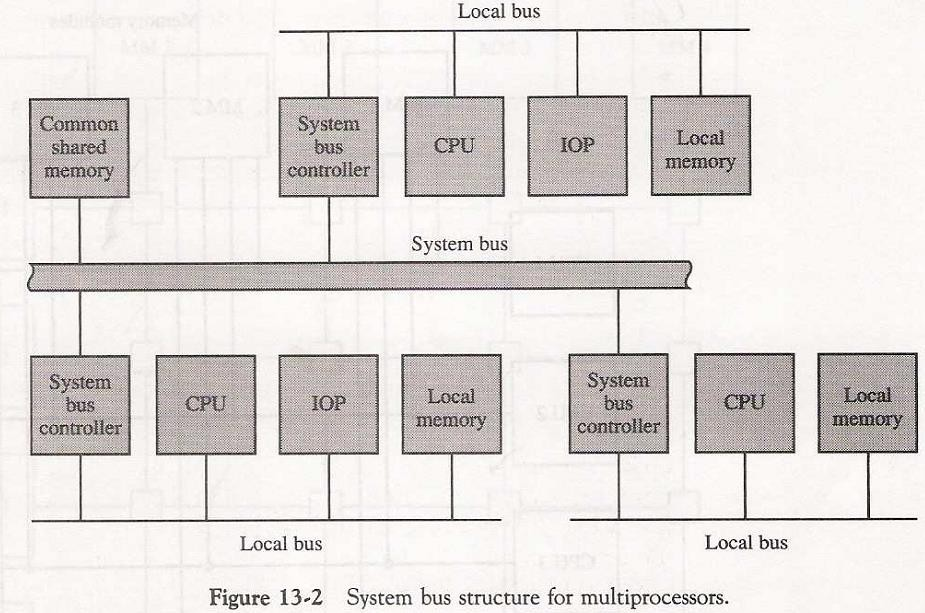 Local bus
Common
shared
memory
System
bus
controller
CPU
IOP
Local
memory
System bus
System
bus
controller
CPU
IOP
Local
memory
System
bus
controller
CPU
Local
memory
Local bus
Local bus
Figure 13-2 System bus structure for multiprocessors.